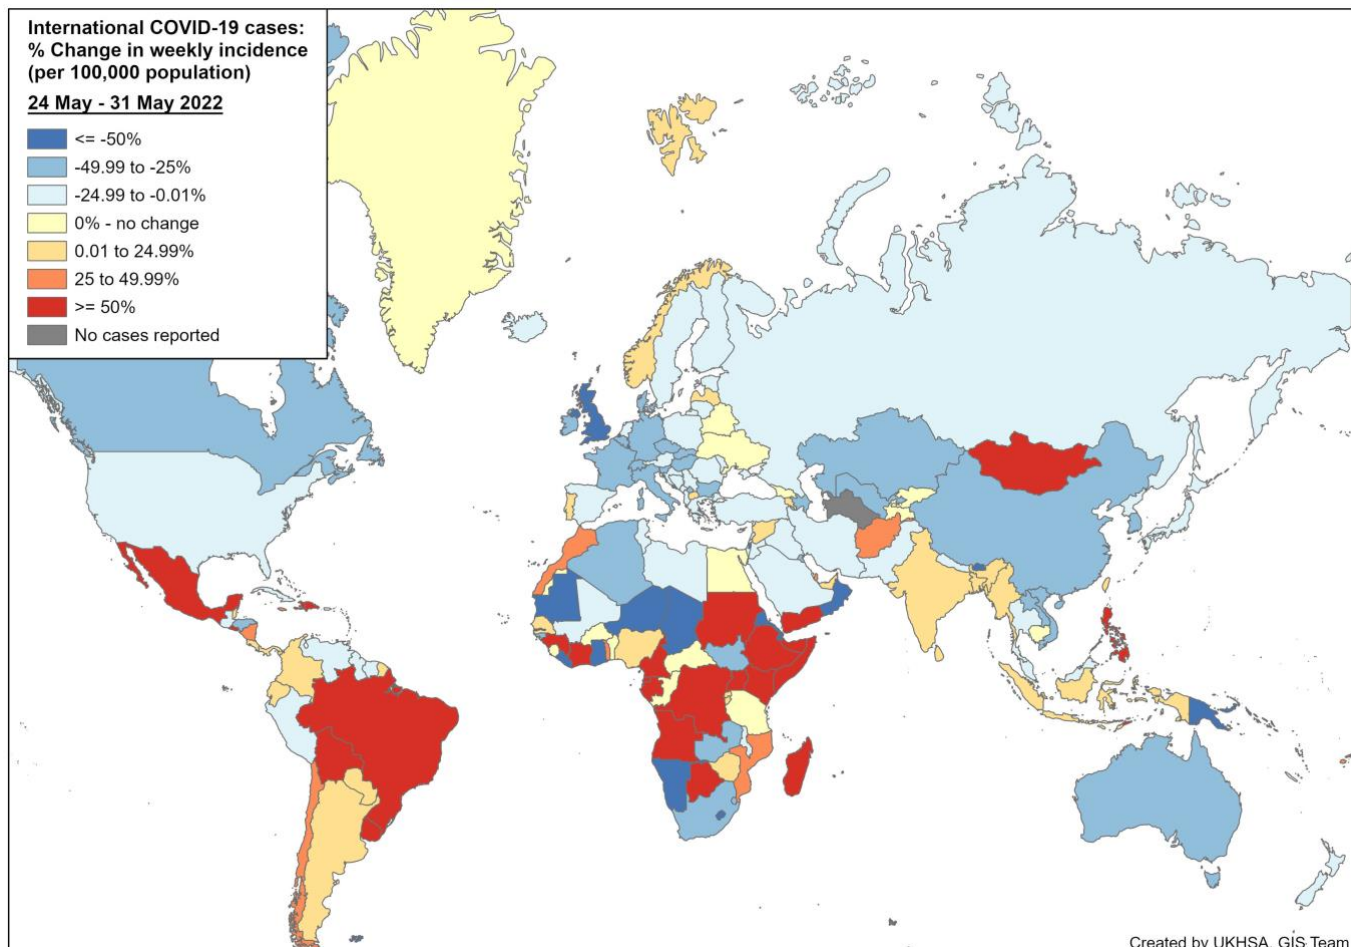 International COVID-19 cases:
% Change in weekly incidence
(per 100,000 population)
24 May - 31 May 2022
<= -50%
-49.99 to -25%
-24.99 to -0.01%
0% - no change
0.01 to 24.99%
25 to 49.99%
>= 50%
No cases reported
Created by UKHSA, GIS Team